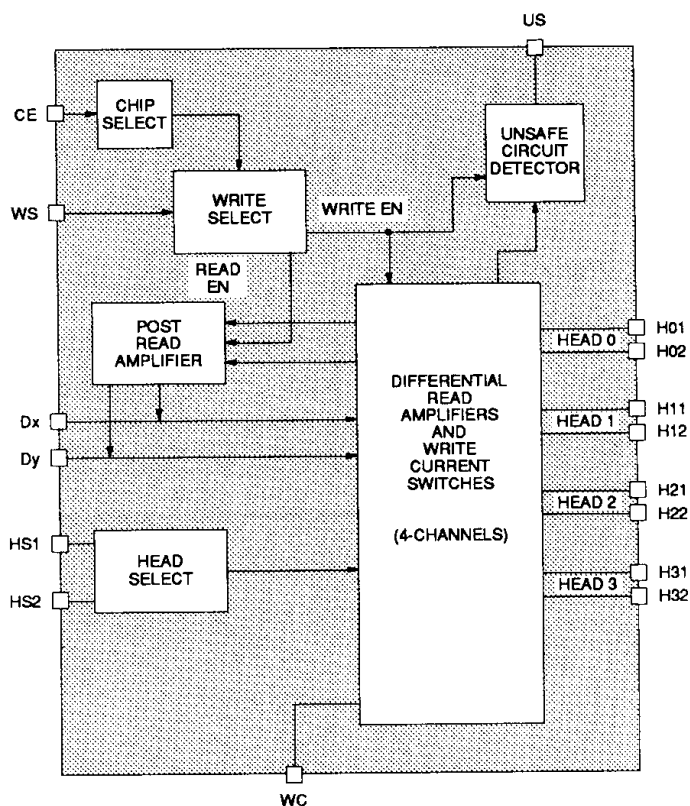 US
CE
CHIP
SELECT
UNSAFE
CIRCUIT
DETECTOR
WS
WRITE
SELECT
WRITE EN
READ
EN
POST
READ
AMPLIFIER
H01
HEAD 0
H02
DIFFERENTIAL
READ
AMPLIFIERS
AND
WRITE
CURRENT
SWITCHES
(4-CHANNELS)
H11
HEAD 1
H12
Dx
Dy
H21
HEAD 2
H22
HS1
HEAD
SELECT
HS2
H31
HEAD 3
H32
WC